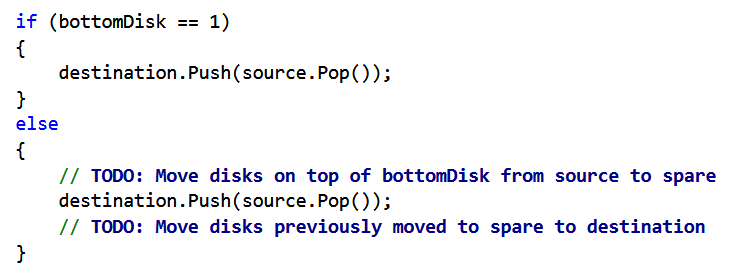 if (bottomDisk == 1)
{
    destination.Push(source.Pop());
}
else
{
    // TODO: Move disks on top of bottomDisk from source to spare
    destination.Push(source.Pop());
    // TODO: Move disks previously moved to spare to destination
}